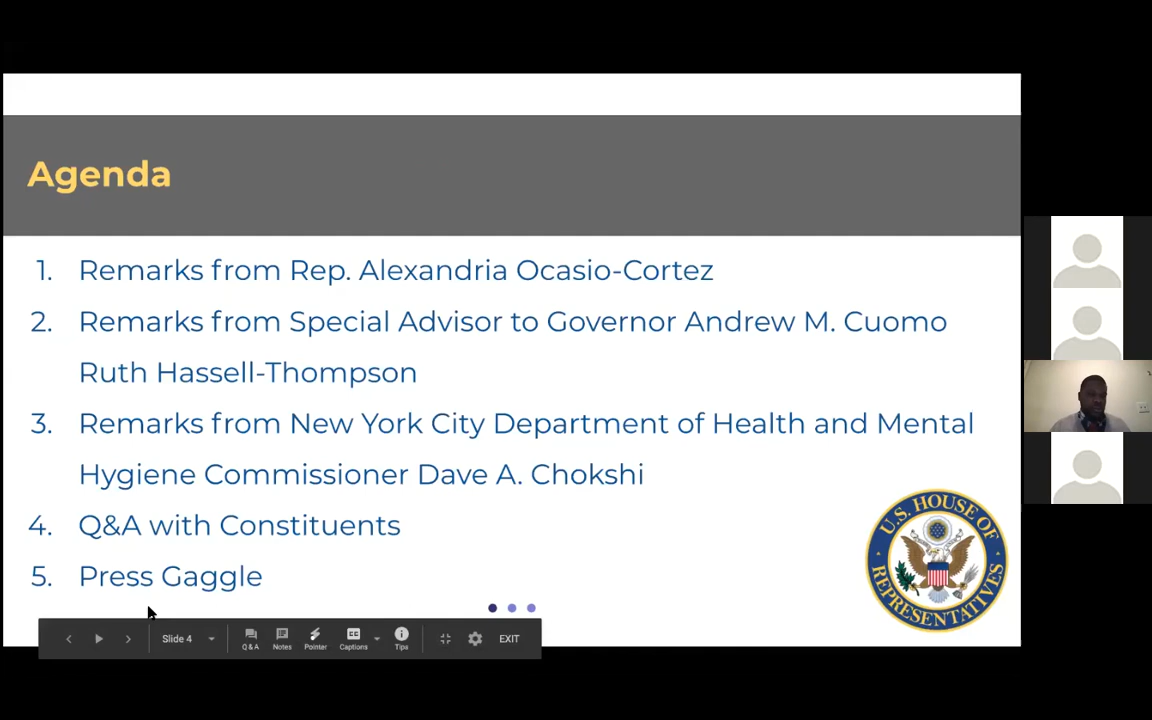 Agenda
1. Remarks from Rep. Alexandria Ocasio-Cortez
2. Remarks from Special Advisor to Governor Andrew M. Cuomo
Ruth Hassell-Thompson
3. Remarks from New York City Department of Health and Mental
Hygiene Commissioner Dave A. Chokshi
4. Q&A with Constituents
5. Press Gaggle
U.S. HOUSE OF
REPRESENTATIVES
Slide 4
Q&A
Notes
Pointer
CC
Captions
Tips
EXIT